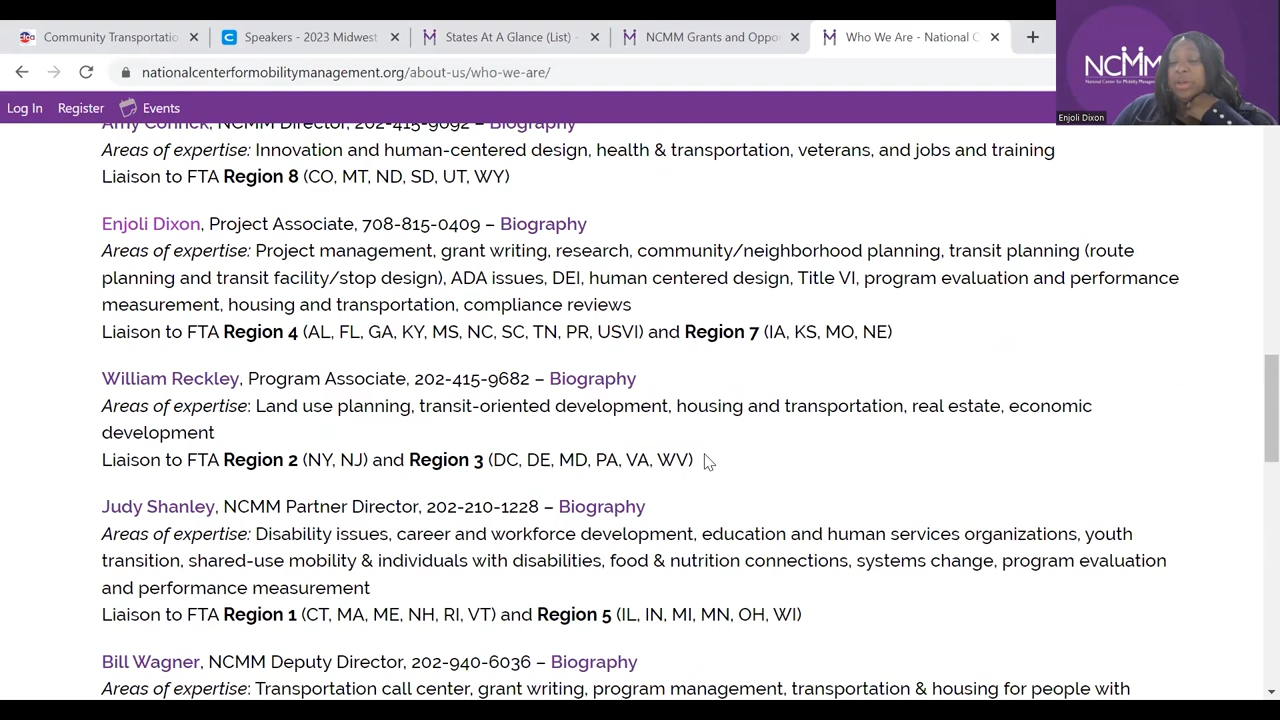 Community Transportatio
Speakers - 2023 Midwest
States At A Glance (List) -
NCMM Grants and Oppo
Who We Are - National C
nationalcenterformobilitymanagement.org/about-us/who-we-are/
NCMM
Enjoli Dixon
Log In Register Events
Amy Conrick, NCMM Director, 202-415-9692 – Biography
Areas of expertise: Innovation and human-centered design, health & transportation, veterans, and jobs and training
Liaison to FTA Region 8 (CO, MT, ND, SD, UT, WY)
Enjoli Dixon, Project Associate, 708-815-0409 – Biography
Areas of expertise: Project management, grant writing, research, community/neighborhood planning, transit planning (route
planning and transit facility/stop design), ADA issues, DEI, human centered design, Title VI, program evaluation and performance
measurement, housing and transportation, compliance reviews
Liaison to FTA Region 4 (AL, FL, GA, KY, MS, NC, SC, TN, PR, USVI) and Region 7 (IA, KS, MO, NE)
William Reckley, Program Associate, 202-415-9682 – Biography
Areas of expertise: Land use planning, transit-oriented development, housing and transportation, real estate, economic
development
Liaison to FTA Region 2 (NY, NJ) and Region 3 (DC, DE, MD, PA, VA, WV)
Judy Shanley, NCMM Partner Director, 202-210-1228 – Biography
Areas of expertise: Disability issues, career and workforce development, education and human services organizations, youth
transition, shared-use mobility & individuals with disabilities, food & nutrition connections, systems change, program evaluation
and performance measurement
Liaison to FTA Region 1 (CT, MA, ME, NH, RI, VT) and Region 5 (IL, IN, MI, MN, OH, WI)
Bill Wagner, NCMM Deputy Director, 202-940-6036 – Biography
Areas of expertise: Transportation call center, grant writing, program management, transportation & housing for people with